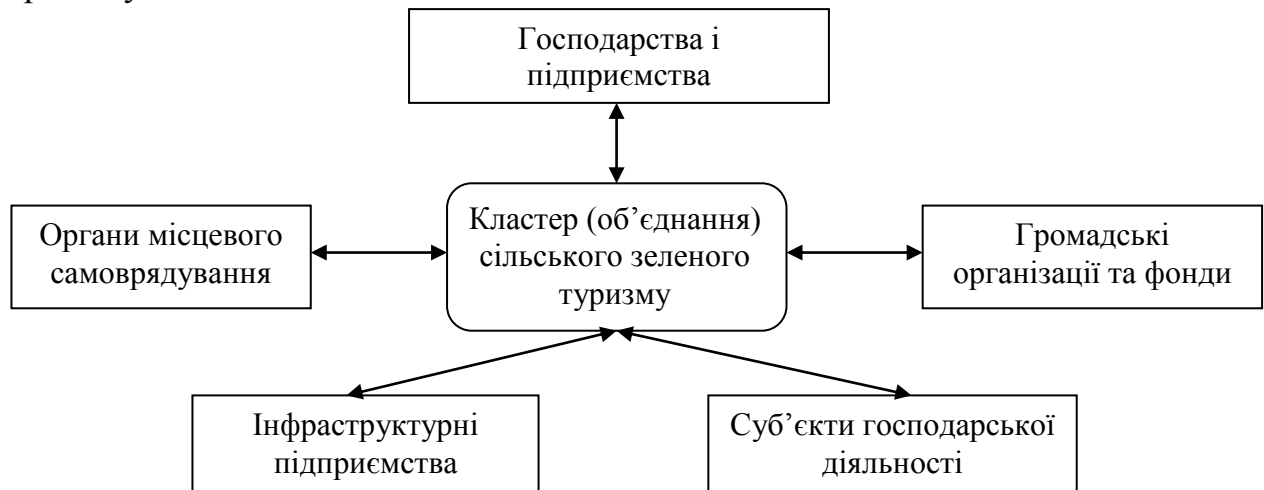 Господарства і
підприємства
Органи місцевого
самоврядування
Кластер (об’єднання)
сільського зеленого
туризму
Громадські
організації та фонди
Інфраструктурні
підприємства
Суб’єкти господарської
діяльності